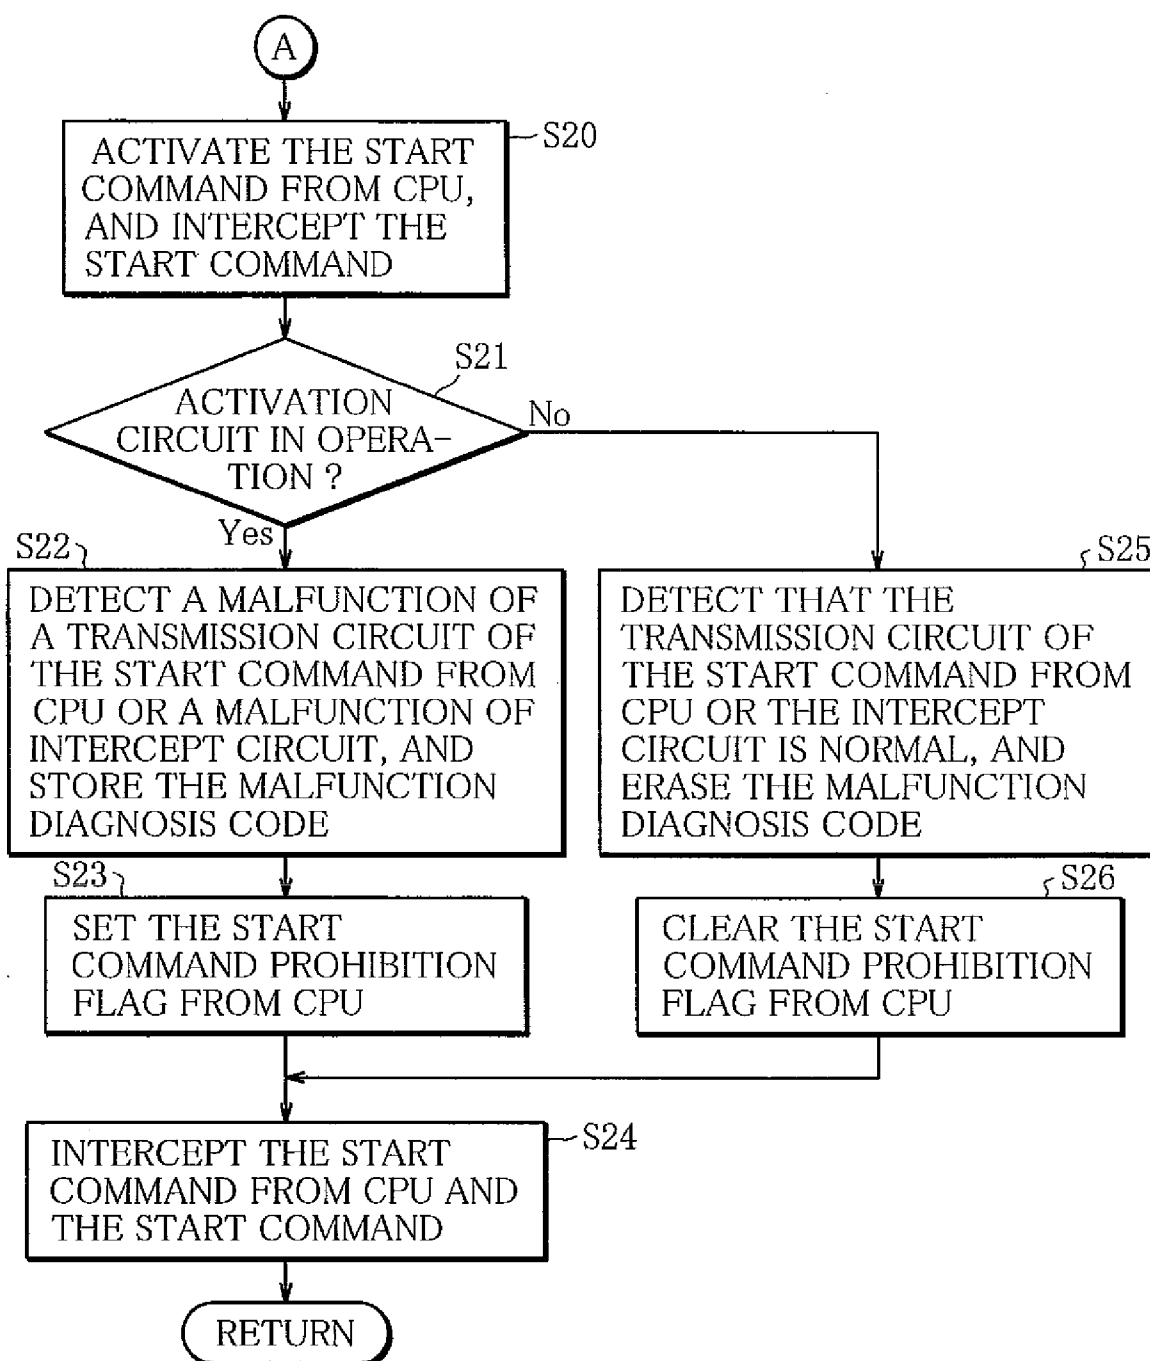 A
S20
ACTIVATE THE START
COMMAND FROM CPU,
AND INTERCEPT THE
START COMMAND
S21
ACTIVATION
CIRCUIT IN OPERA-
TION ?
No
Yes
S22
DETECT A MALFUNCTION OF
A TRANSMISSION CIRCUIT OF
THE START COMMAND FROM
CPU OR A MALFUNCTION OF
INTERCEPT CIRCUIT, AND
STORE THE MALFUNCTION
DIAGNOSIS CODE
S25
DETECT THAT THE
TRANSMISSION CIRCUIT OF
THE START COMMAND FROM
CPU OR THE INTERCEPT
CIRCUIT IS NORMAL, AND
ERASE THE MALFUNCTION
DIAGNOSIS CODE
S23
SET THE START
COMMAND PROHIBITION
FLAG FROM CPU
S26
CLEAR THE START
COMMAND PROHIBITION
FLAG FROM CPU
S24
INTERCEPT THE START
COMMAND FROM CPU AND
THE START COMMAND
RETURN